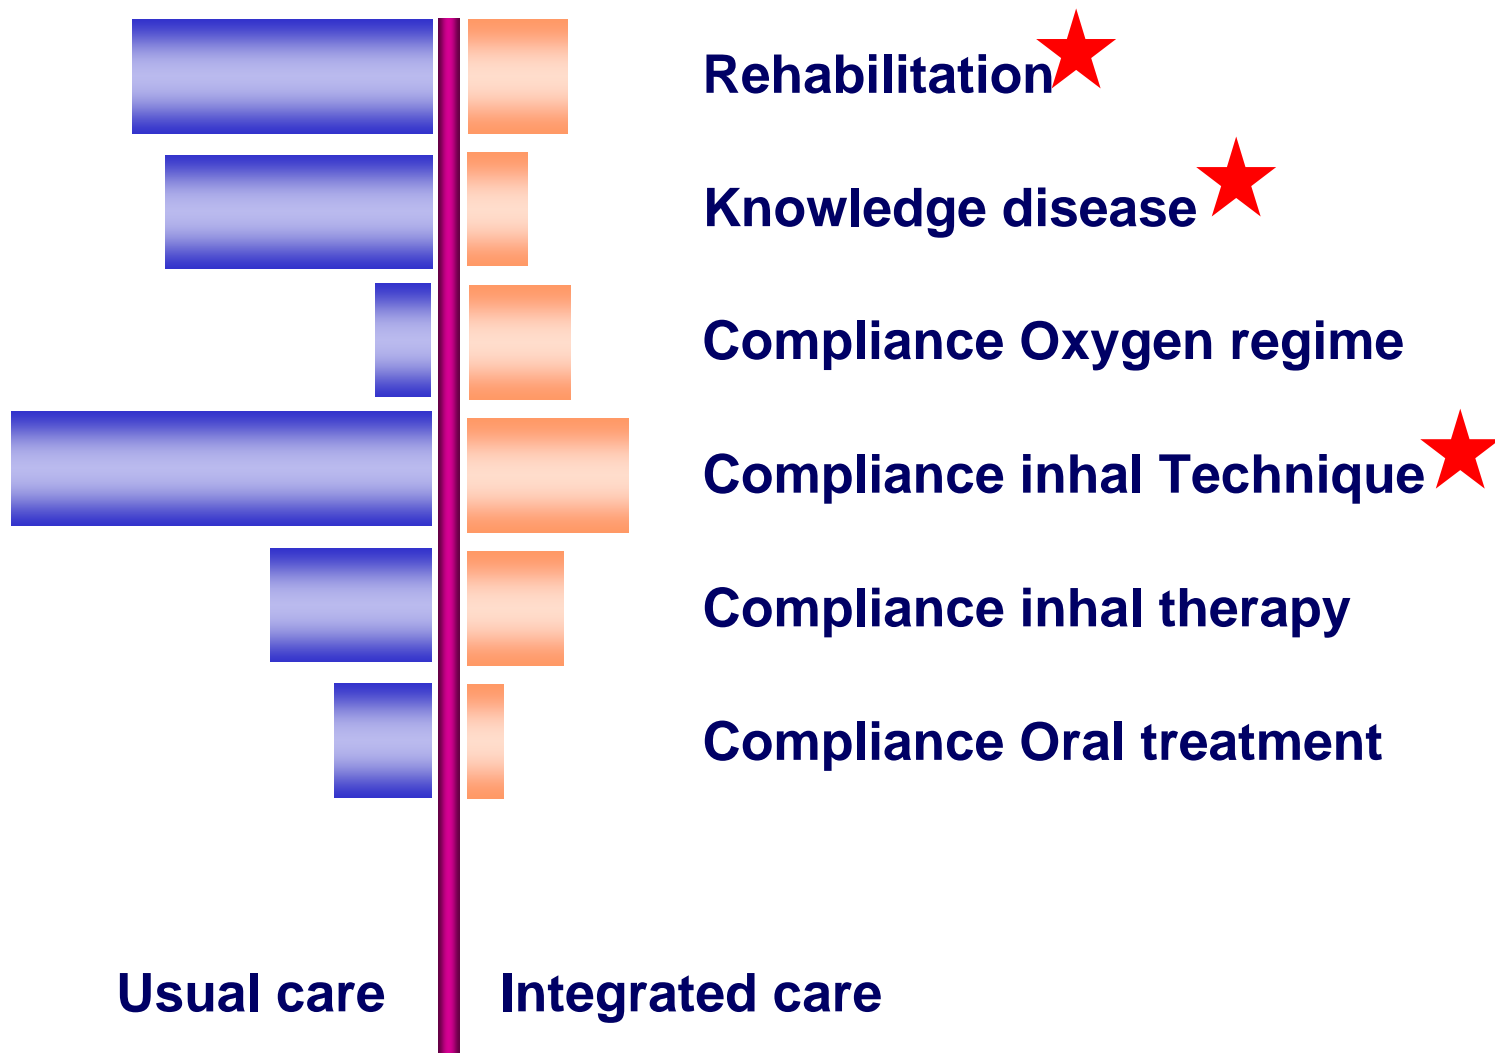 Rehabilitation
Knowledge disease
Compliance Oxygen regime
Compliance inhal Technique
Compliance inhal therapy
Compliance Oral treatment
Usual care
Integrated care